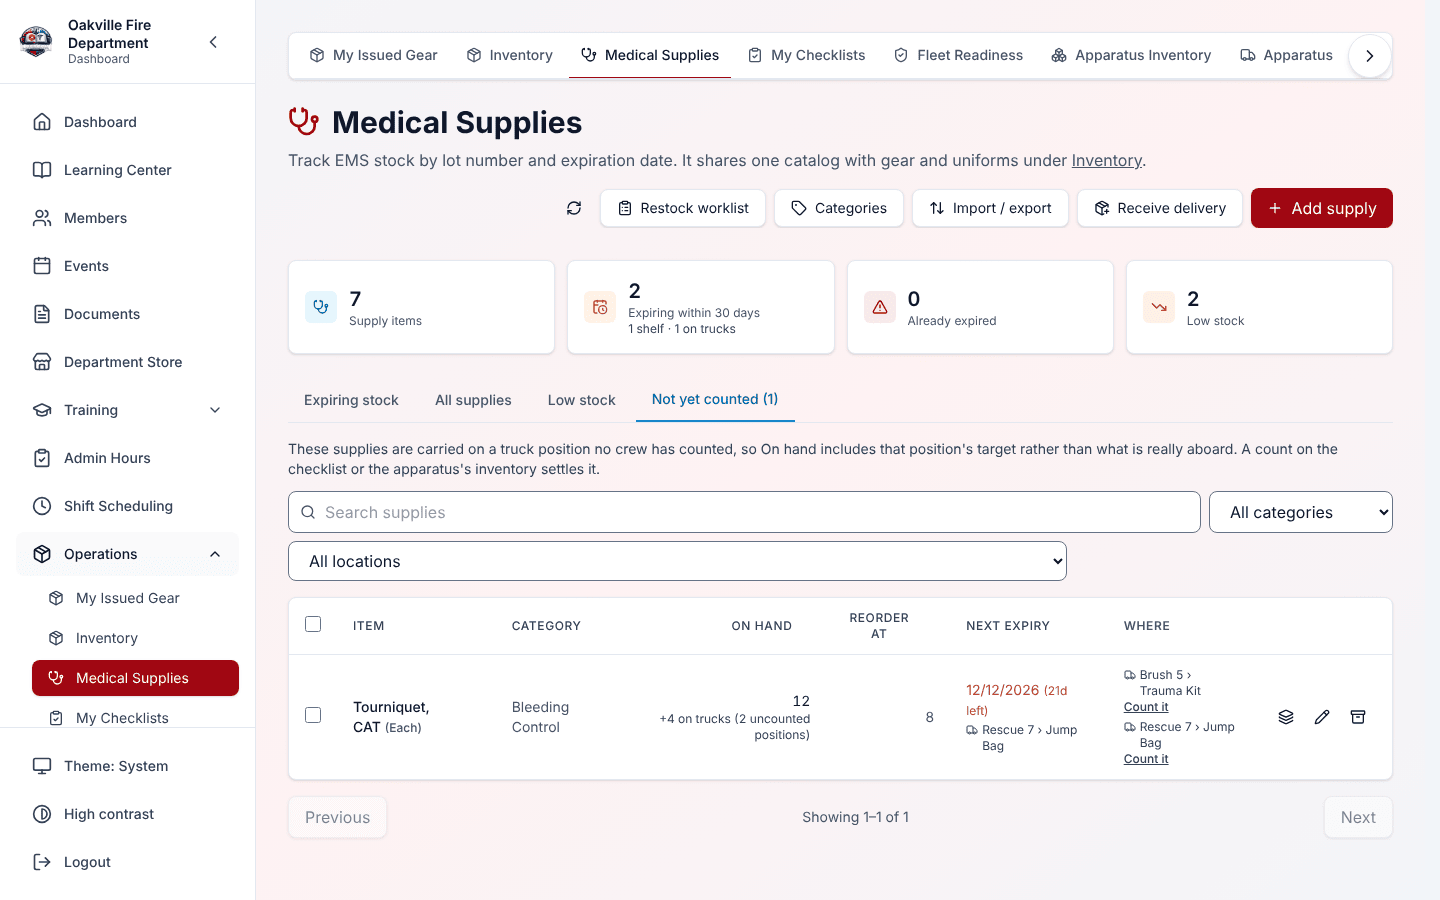 Oakville Fire
Department
Dashboard
Dashboard
Learning Center
Members
Events
Documents
Department Store
Training
Admin Hours
Shift Scheduling
Operations
My Issued Gear
Inventory
Medical Supplies
My Checklists
Theme: System
High contrast
Logout
My Issued Gear
Inventory
Medical Supplies
My Checklists
Fleet Readiness
Apparatus Inventory
Apparatus
Medical Supplies
Track EMS stock by lot number and expiration date. It shares one catalog with gear and uniforms under Inventory.
Restock worklist
Categories
Import / export
Receive delivery
Add supply
7
Supply items
2
Expiring within 30 days
1 shelf · 1 on trucks
0
Already expired
2
Low stock
Expiring stock
All supplies
Low stock
Not yet counted (1)
These supplies are carried on a truck position no crew has counted, so On hand includes that position's target rather than what is really aboard. A count on the
checklist or the apparatus's inventory settles it.
Search supplies
All categories
All locations
ITEM
CATEGORY
ON HAND
REORDER
AT
NEXT EXPIRY
WHERE
Tourniquet,
CAT (Each)
Bleeding
Control
12
+4 on trucks (2 uncounted
positions)
8
12/12/2026 (21d
left)
Rescue 7 › Jump
Bag
Brush 5 ›
Trauma Kit
Count it
Rescue 7 › Jump
Bag
Count it
Previous
Showing 1–1 of 1
Next